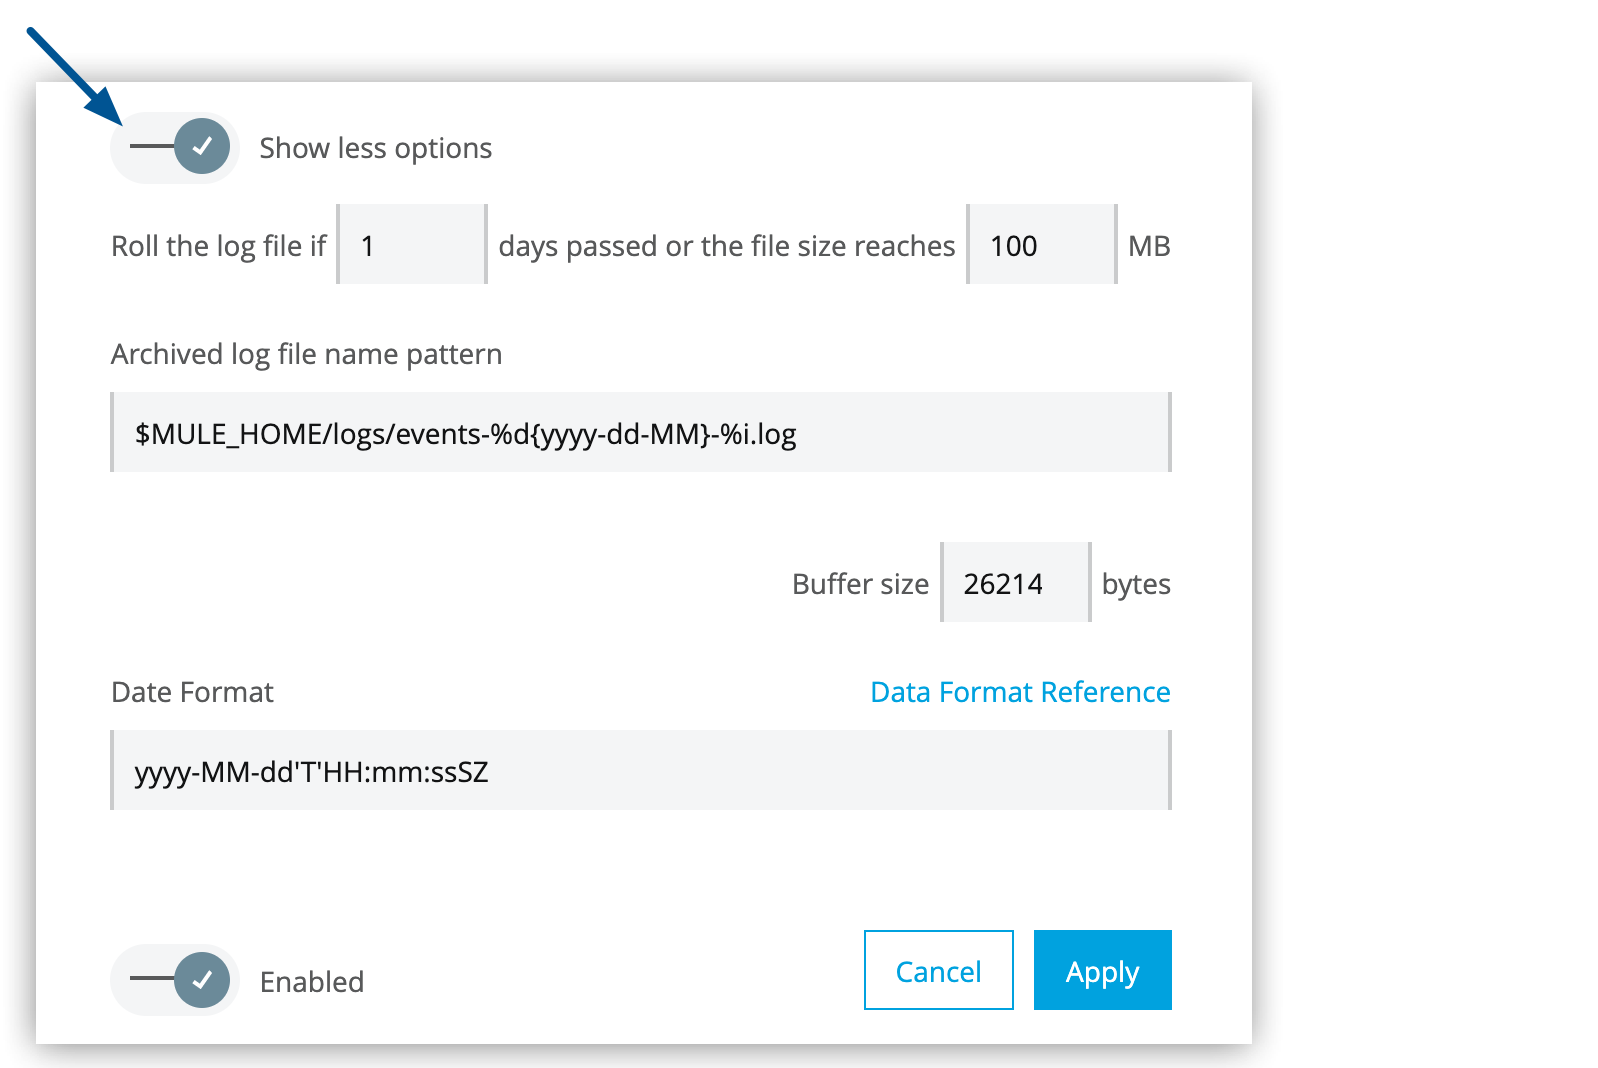 Show less options
Roll the log file if 1 days passed or the file size reaches 100 MB
Archived log file name pattern
$MULE_HOME/logs/events-%d{yyyy-dd-MM}-%i.log
Buffer size 26214 bytes
Date Format Data Format Reference
yyyy-MM-dd'T'HH:mm:ssSZ
Enabled Cancel Apply